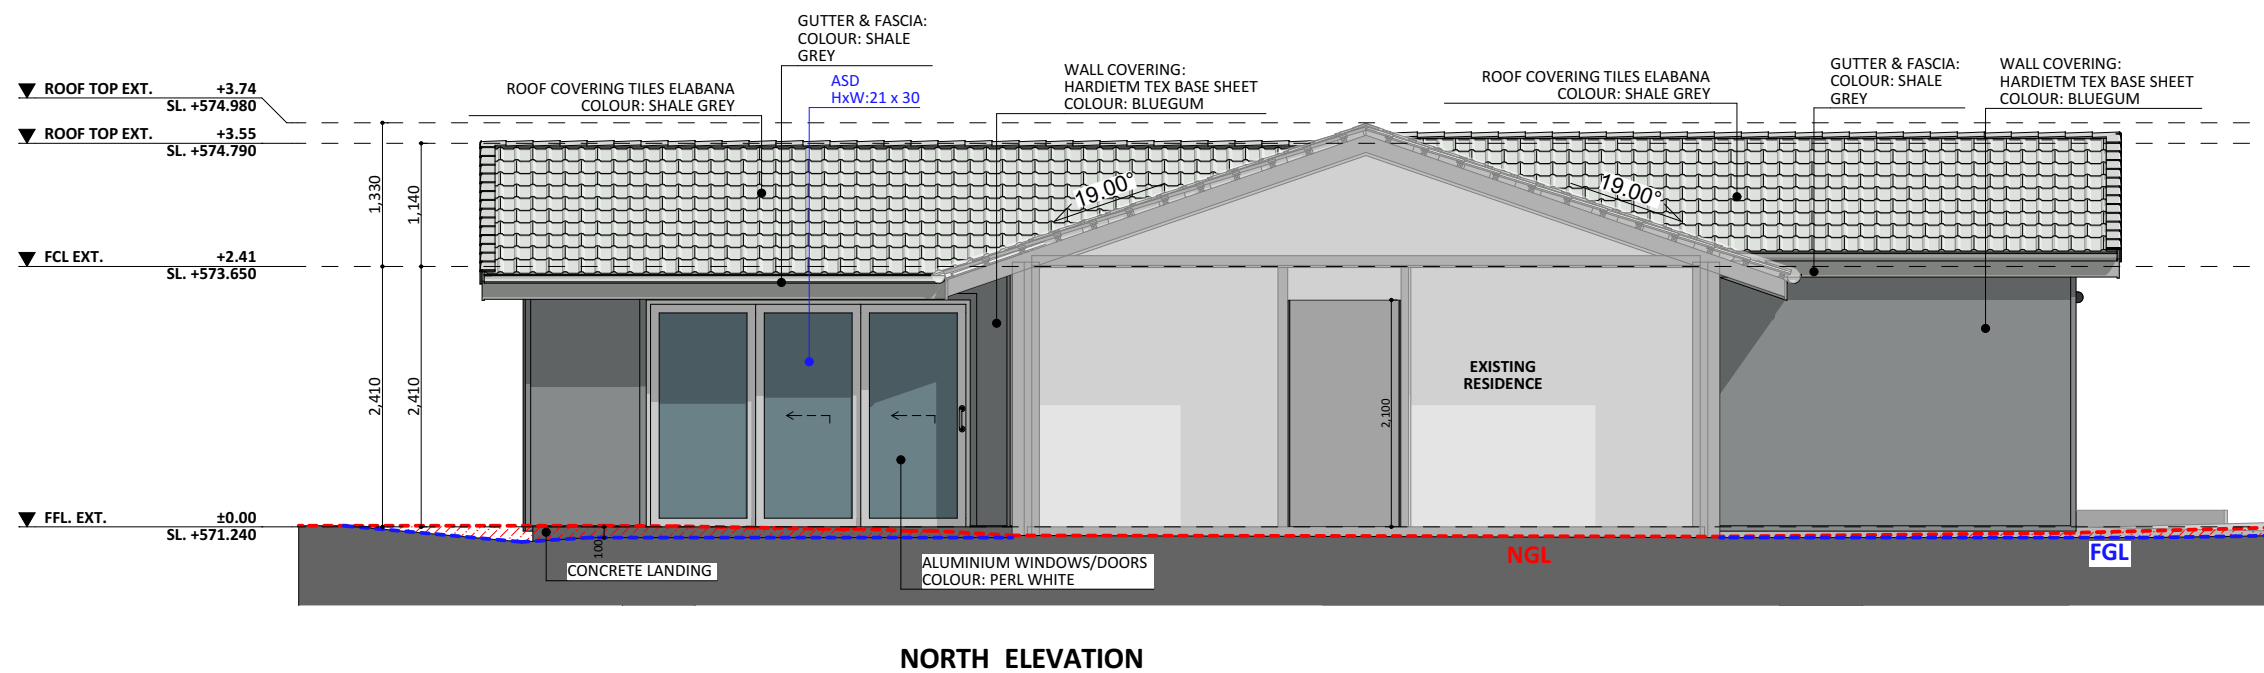 GUTTER & FASCIA:
COLOUR: SHALE
GREY
ASD
HxW:21 x 30
ROOF COVERING TILES ELABANA
COLOUR: SHALE GREY
WALL COVERING:
HARDIETM TEX BASE SHEET
COLOUR: BLUEGUM
ROOF COVERING TILES ELABANA
COLOUR: SHALE GREY
GUTTER & FASCIA:
COLOUR: SHALE
GREY
WALL COVERING:
HARDIETM TEX BASE SHEET
COLOUR: BLUEGUM
ROOF TOP EXT. +3.74
SL. +574.980
ROOF TOP EXT. +3.55
SL. +574.790
1,330
1,140
19.00°
19.00°
FCL EXT. +2.41
SL. +573.650
2,410
2,410
EXISTING
RESIDENCE
2,100
FFL. EXT. ±0.00
SL. +571.240
100
CONCRETE LANDING
ALUMINIUM WINDOWS/DOORS
COLOUR: PERL WHITE
NGL
FGL
NORTH ELEVATION